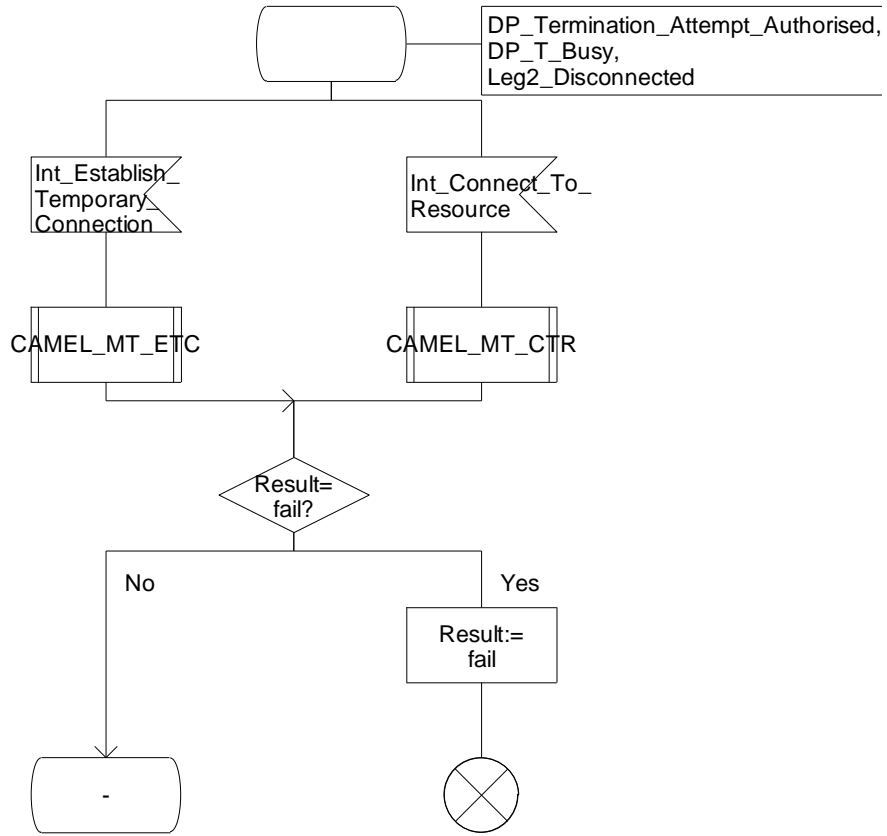 DP_Termination_Attempt_Authorised,
DP_T_Busy,
Leg2_Disconnected
Int_Establish_
Temporary_
Connection
Int_Connect_To_
Resource
CAMEL_MT_ETC
CAMEL_MT_CTR
Result=
fail?
No
Yes
Result:=
fail
-